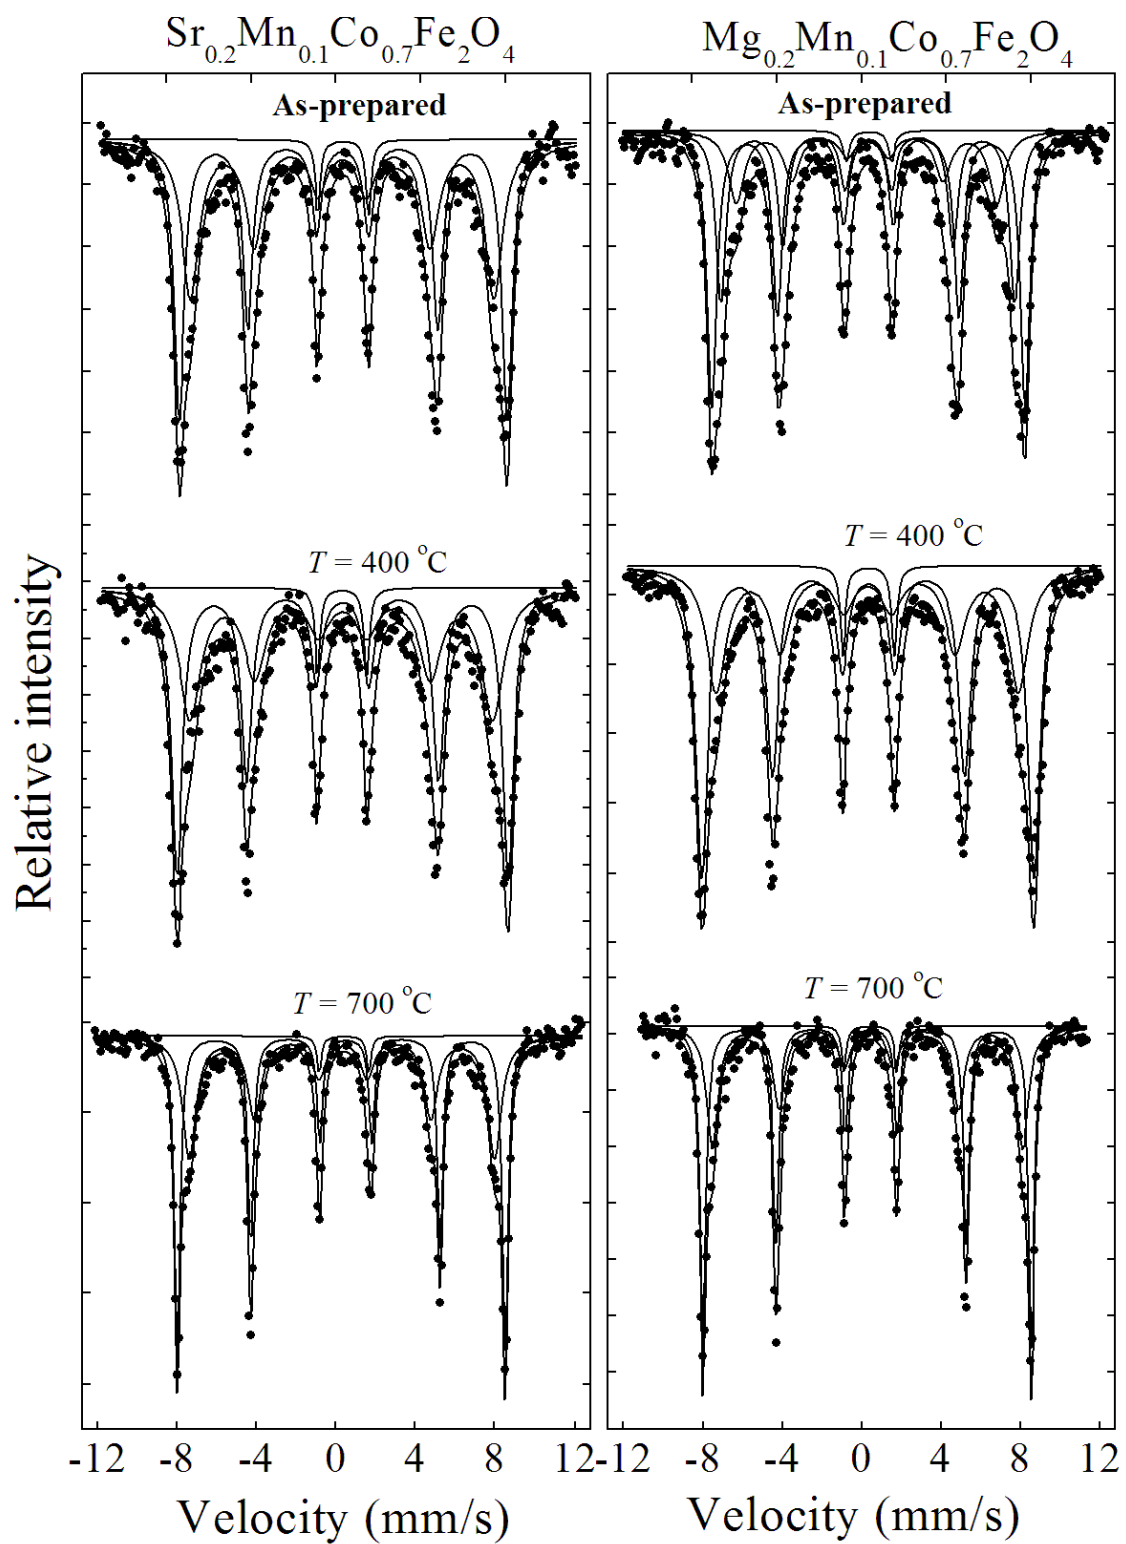 Sr0.2Mn0.1Co0.7Fe2O4
Mg0.2Mn0.1Co0.7Fe2O4
As-prepared
As-prepared
T = 400 °C
T = 400 °C
T = 700 °C
T = 700 °C
Relative intensity
-12 -8 -4 0 4 8 12
-12 -8 -4 0 4 8 12
Velocity (mm/s)
Velocity (mm/s)